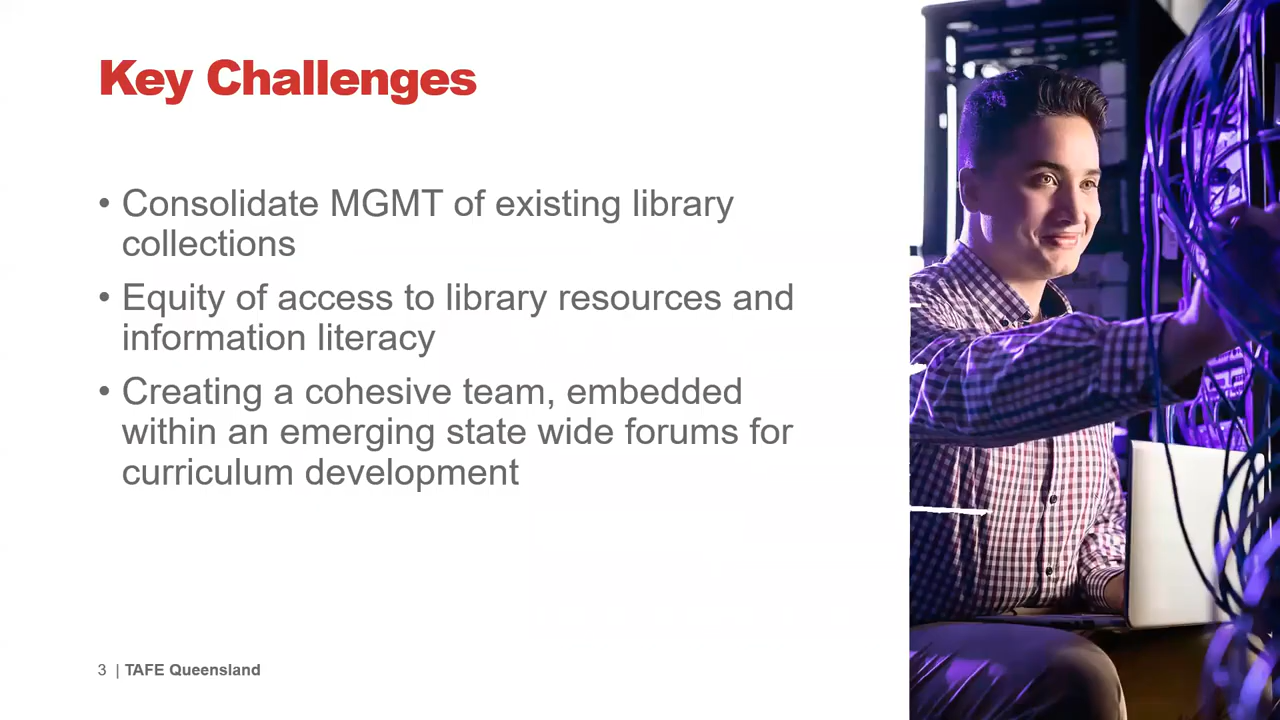 Key Challenges
• Consolidate MGMT of existing library
collections
• Equity of access to library resources and
information literacy
• Creating a cohesive team, embedded
within an emerging state wide forums for
curriculum development
3 | TAFE Queensland